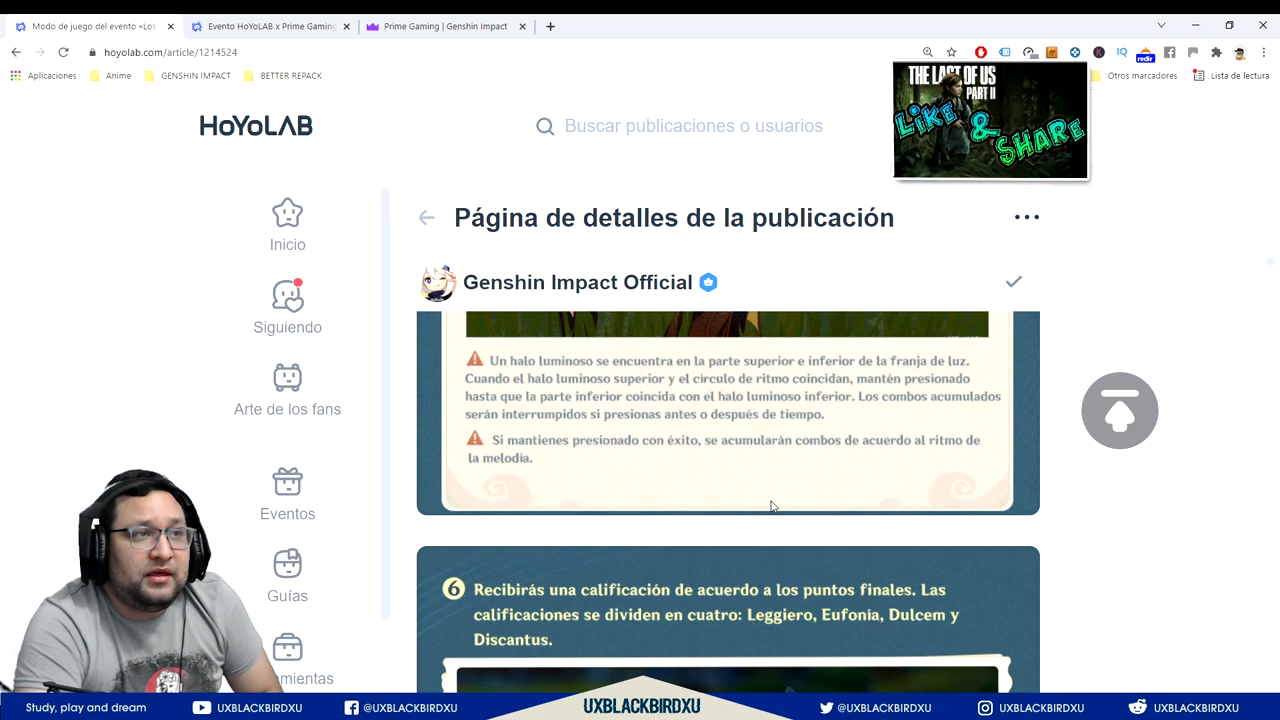 Modo de juego del evento «Los
Evento HoYoLAB x Prime Gaming
Prime Gaming | Genshin Impact
hoyolab.com/article/1214524
IQ
redir
Aplicaciones
Anime
GENSHIN IMPACT
BETTER REPACK
Otros marcadores
Lista de lectura
THE LAST OF US
PART II
LIKE
&
SHARE
HoYoLAB
Buscar publicaciones o usuarios
Inicio
Siguiendo
Arte de los fans
Eventos
Guías
mientas
Página de detalles de la publicación
Genshin Impact Official
Un halo luminoso se encuentra en la parte superior e inferior de la franja de luz.
Cuando el halo luminoso superior y el círculo de ritmo coincidan, mantén presionado
hasta que la parte inferior coincida con el halo luminoso inferior. Los combos acumulados
serán interrumpidos si presionas antes o después de tiempo.
Si mantienes presionado con éxito, se acumularán combos de acuerdo al ritmo de
la melodía.
6 Recibirás una calificación de acuerdo a los puntos finales. Las
calificaciones se dividen en cuatro: Leggiero, Eufonía, Dulcem y
Discantus.
Study, play and dream
UXBLACKBIRDXU
@UXBLACKBIRDXU
UXBLACKBIRDXU
@UXBLACKBIRDXU
UXBLACKBIRDXU
UXBLACKBIRDXU